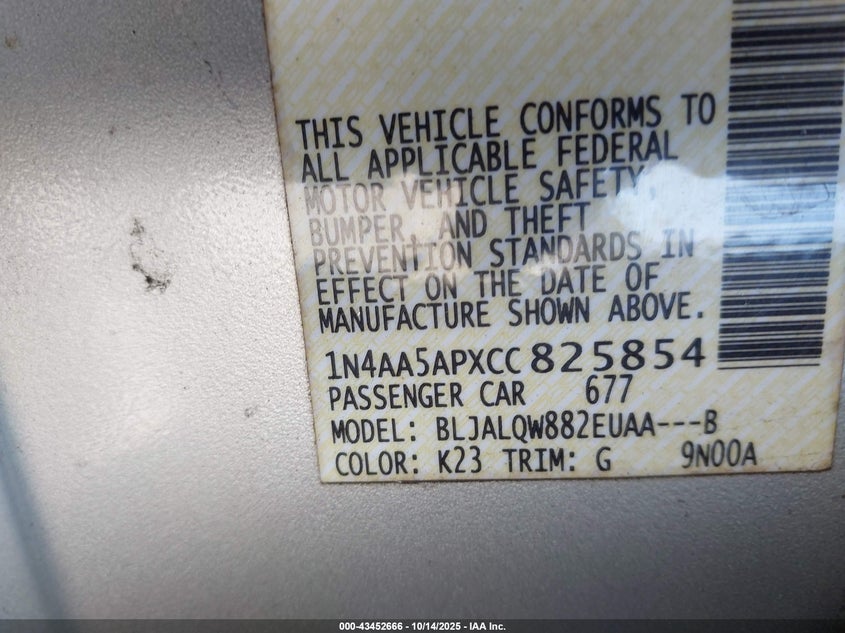 THIS VEHICLE CONFORMS TO
ALL APPLICABLE FEDERAL
MOTOR VEHICLE SAFETY,
BUMPER, AND THEFT
PREVENTION STANDARDS IN
EFFECT ON THE DATE OF
MANUFACTURE SHOWN ABOVE.
1N4AA5APXCC825854
PASSENGER CAR 677
MODEL: BLJALQW882EUAA---B
COLOR: K23 TRIM: G 9N00A
000-43452666 - 10/14/2025 - IAA Inc.